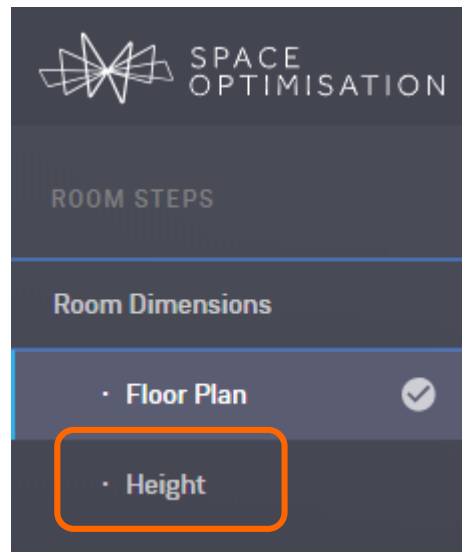 SPACE
OPTIMISATION
ROOM STEPS
Room Dimensions
· Floor Plan
· Height